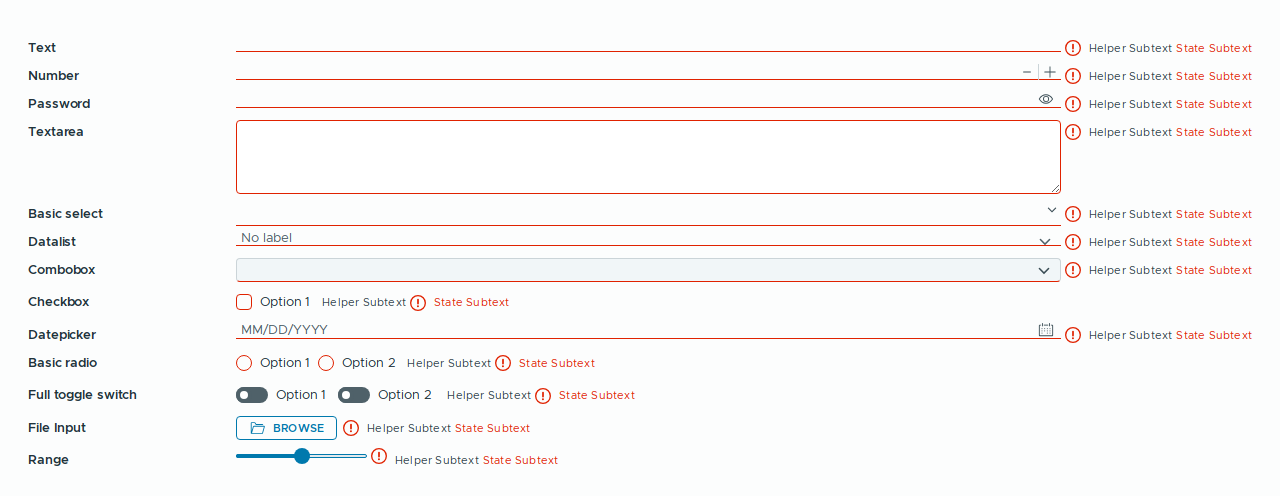 Text Helper Subtext State Subtext
Number Helper Subtext State Subtext
Password Helper Subtext State Subtext
Textarea Helper Subtext State Subtext
Basic select Helper Subtext State Subtext
Datalist No label Helper Subtext State Subtext
Combobox Helper Subtext State Subtext
Checkbox Option 1 Helper Subtext State Subtext
Datepicker MM/DD/YYYY Helper Subtext State Subtext
Basic radio Option 1 Option 2 Helper Subtext State Subtext
Full toggle switch Option 1 Option 2 Helper Subtext State Subtext
File Input BROWSE Helper Subtext State Subtext
Range Helper Subtext State Subtext